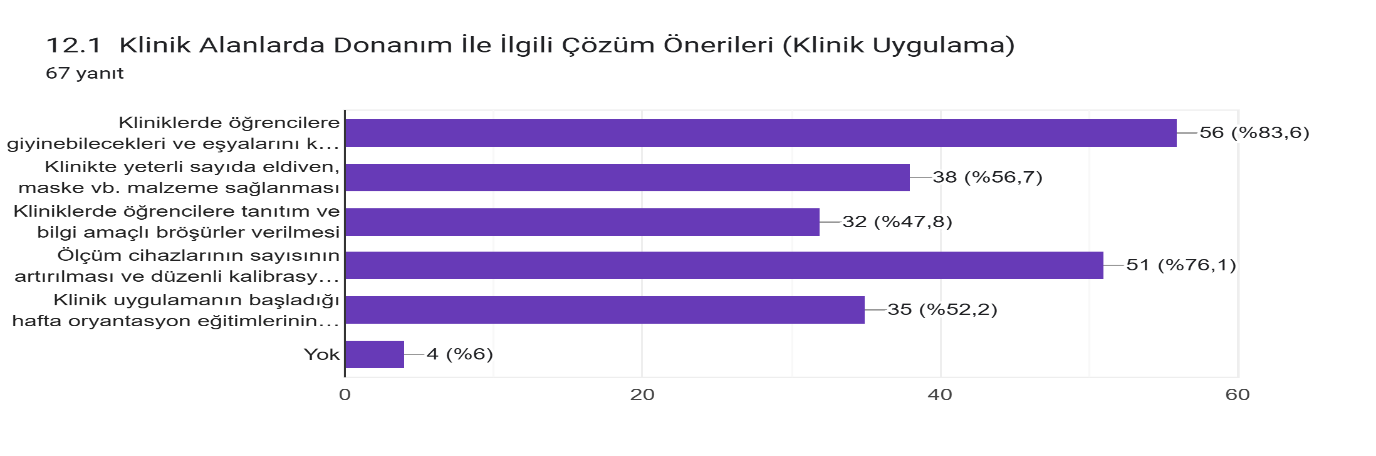 12.1 Klinik Alanlarda Donanım İle İlgili Çözüm Önerileri (Klinik Uygulama)
67 yanıt
Kliniklerde öğrencilere
giyinebilecekleri ve eşyalarını k...
56 (%83,6)
Klinikte yeterli sayıda eldiven,
maske vb. malzeme sağlanması
38 (%56,7)
Kliniklerde öğrencilere tanıtım ve
bilgi amaçlı bröşürler verilmesi
32 (%47,8)
Ölçüm cihazlarının sayısının
artırılması ve düzenli kalibrasy...
51 (%76,1)
Klinik uygulamanın başladığı
hafta oryantasyon eğitimlerinin...
35 (%52,2)
Yok
4 (%6)
0 20 40 60